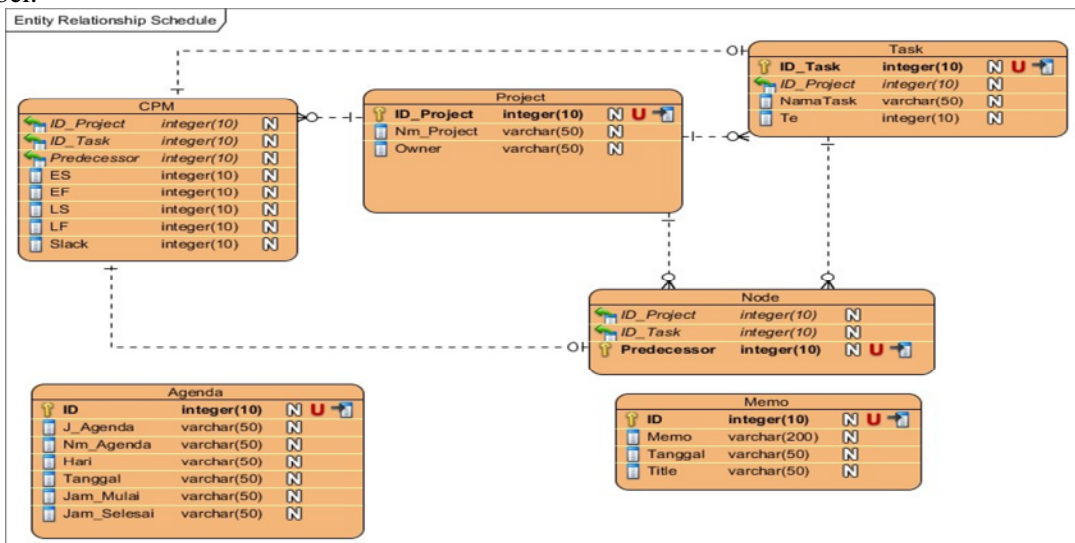 Entity Relationship Schedule
CPM
ID_Project integer(10) N
ID_Task integer(10) N
Predecessor integer(10) N
ES integer(10) N
EF integer(10) N
LS integer(10) N
LF integer(10) N
Slack integer(10) N
Project
ID_Project integer(10) N U
Nm_Project varchar(50) N
Owner varchar(50) N
Task
ID_Task integer(10) N U
ID_Project integer(10) N
NamaTask varchar(50) N
Te integer(10) N
Node
ID_Project integer(10) N
ID_Task integer(10) N
Predecessor integer(10) N U
Agenda
ID integer(10) N U
J_Agenda varchar(50) N
Nm_Agenda varchar(50) N
Hari varchar(50) N
Tanggal varchar(50) N
Jam_Mulai varchar(50) N
Jam_Selesai varchar(50) N
Memo
ID integer(10) N U
Memo varchar(200) N
Tanggal varchar(50) N
Title varchar(50) N